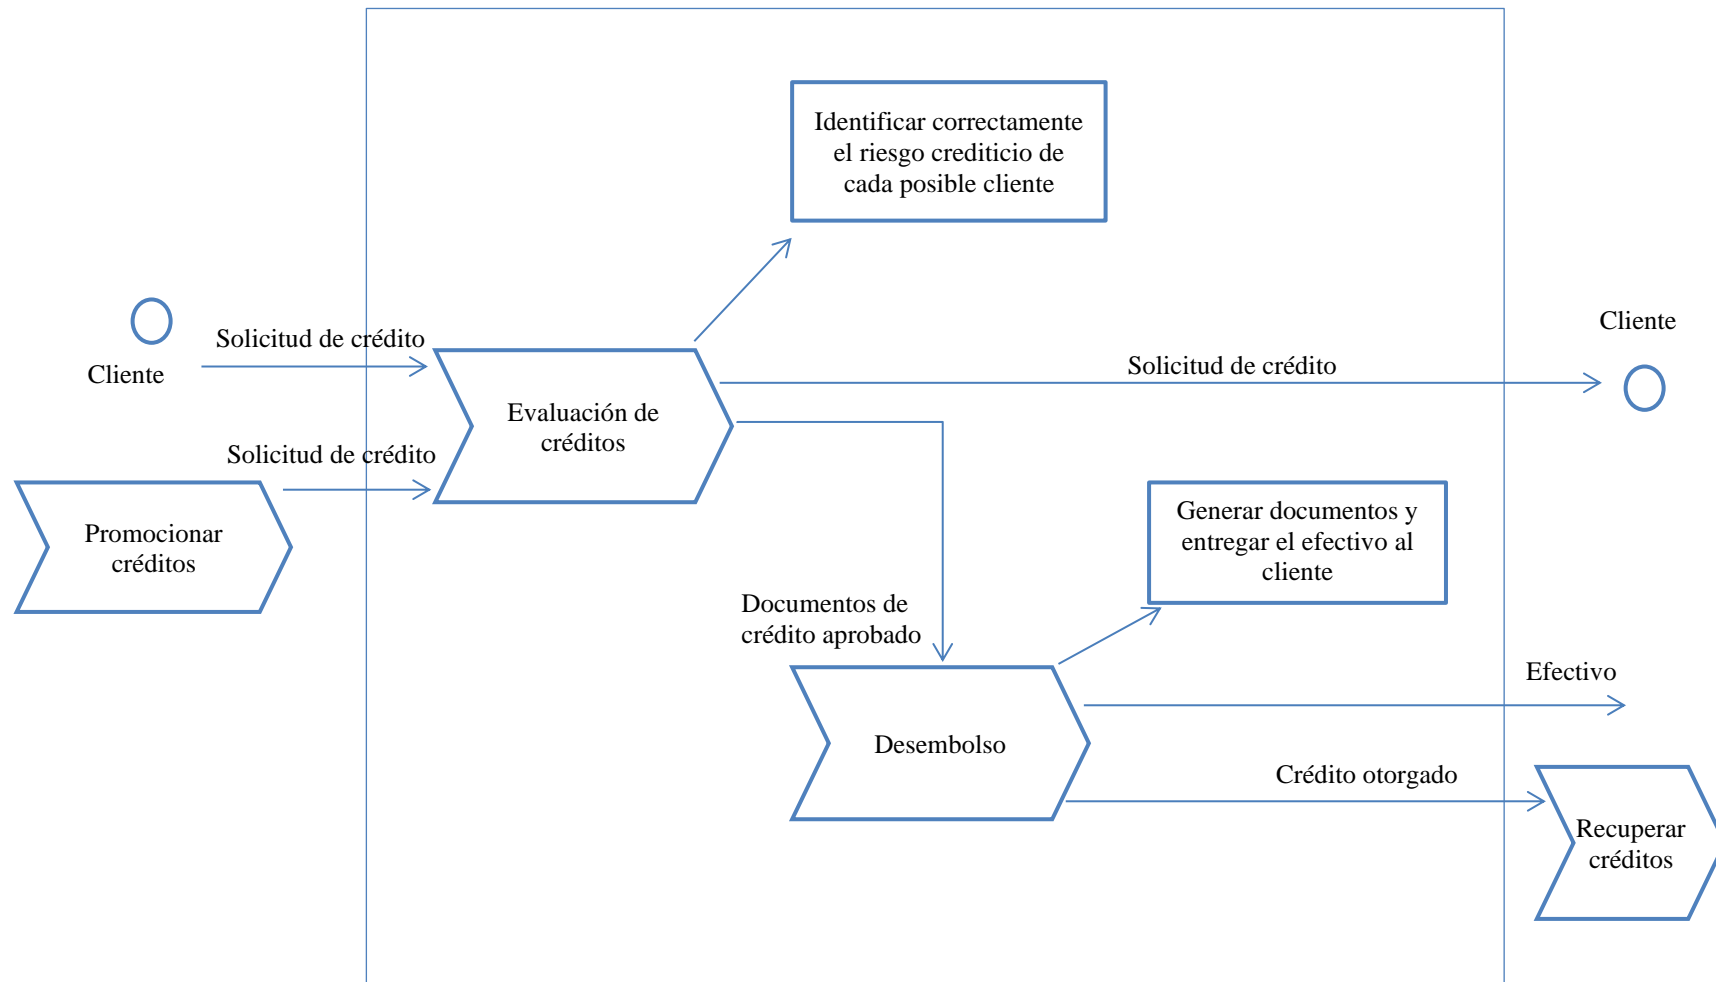 Identificar correctamente
el riesgo crediticio de
cada posible cliente
Cliente
Solicitud de crédito
Cliente
Solicitud de crédito
Evaluación de
créditos
Solicitud de crédito
Promocionar
créditos
Generar documentos y
entregar el efectivo al
cliente
Documentos de
crédito aprobado
Efectivo
Desembolso
Crédito otorgado
Recuperar
créditos